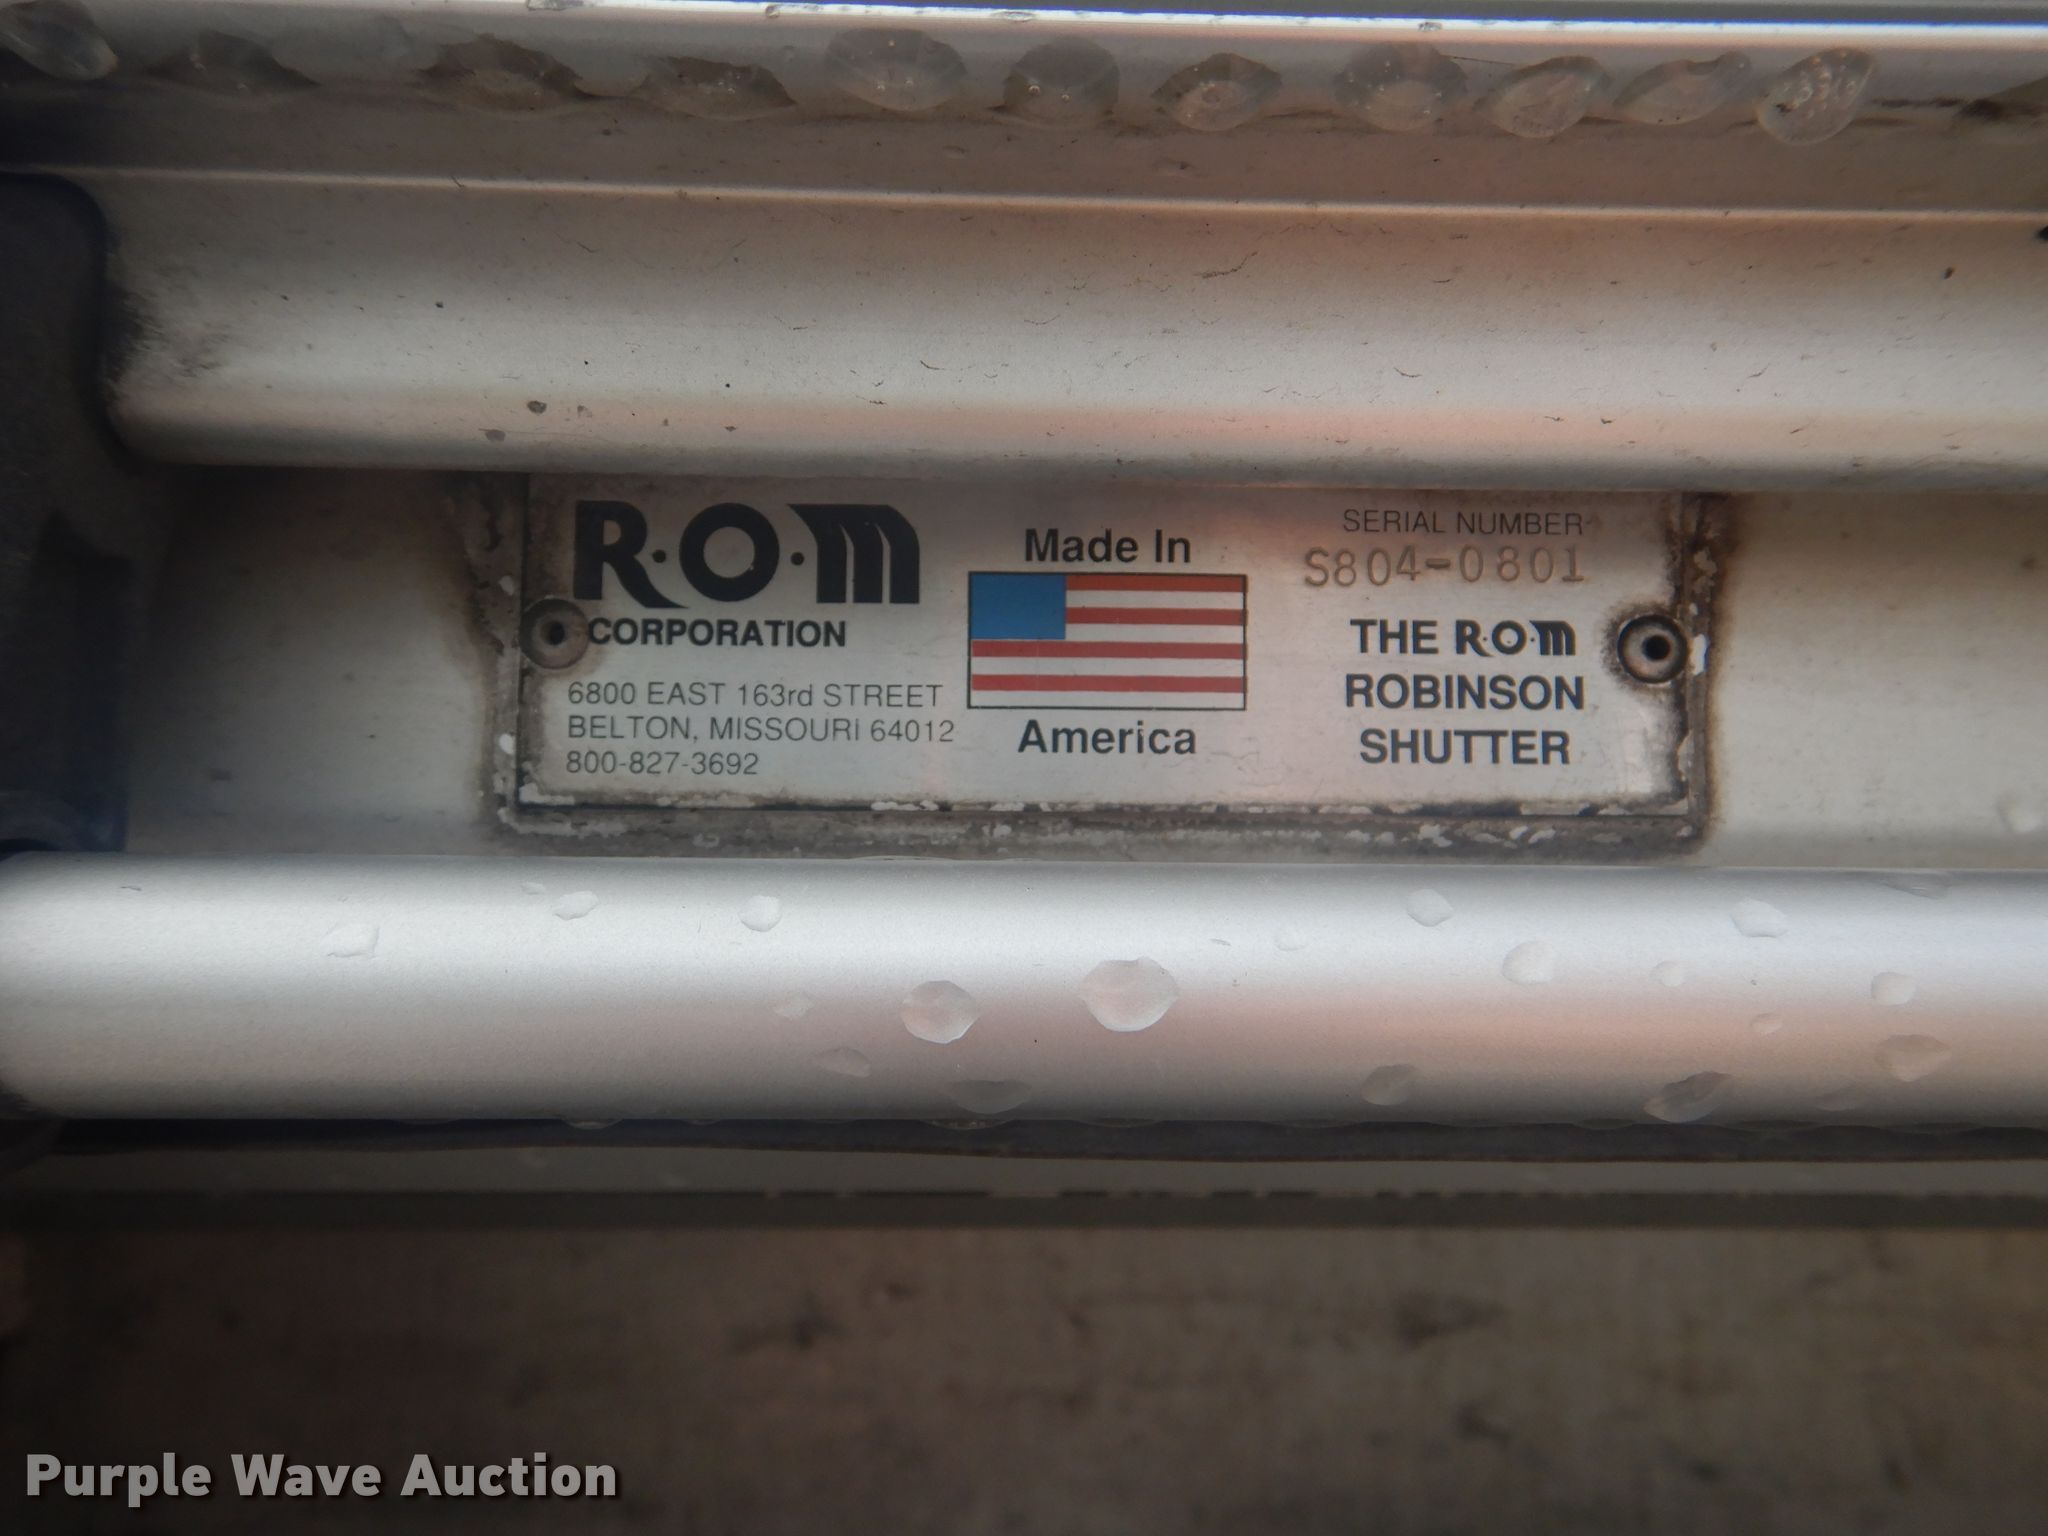 R·O·M
CORPORATION
6800 EAST 163rd STREET
BELTON, MISSOURI 64012
800-827-3692
Made In
America
SERIAL NUMBER
S804-0801
THE R·O·M
ROBINSON
SHUTTER
Purple Wave Auction